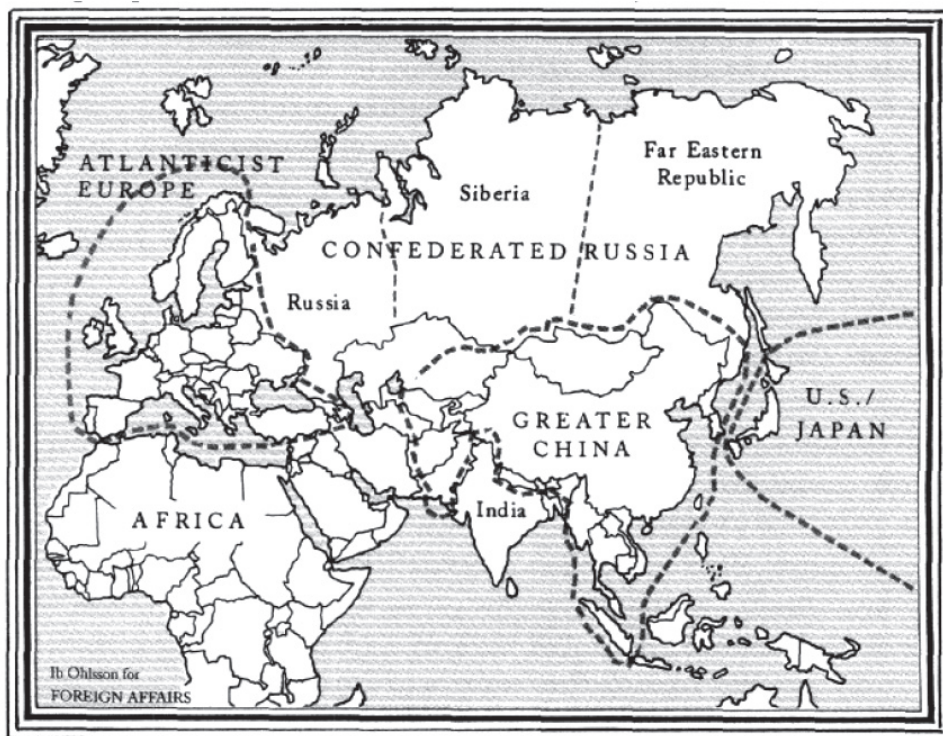 ATLANTICIST
EUROPE
Far Eastern
Republic
Siberia
CONFEDERATED RUSSIA
Russia
U.S./
JAPAN
GREATER
CHINA
India
AFRICA
Ib Ohlsson for
FOREIGN AFFAIRS